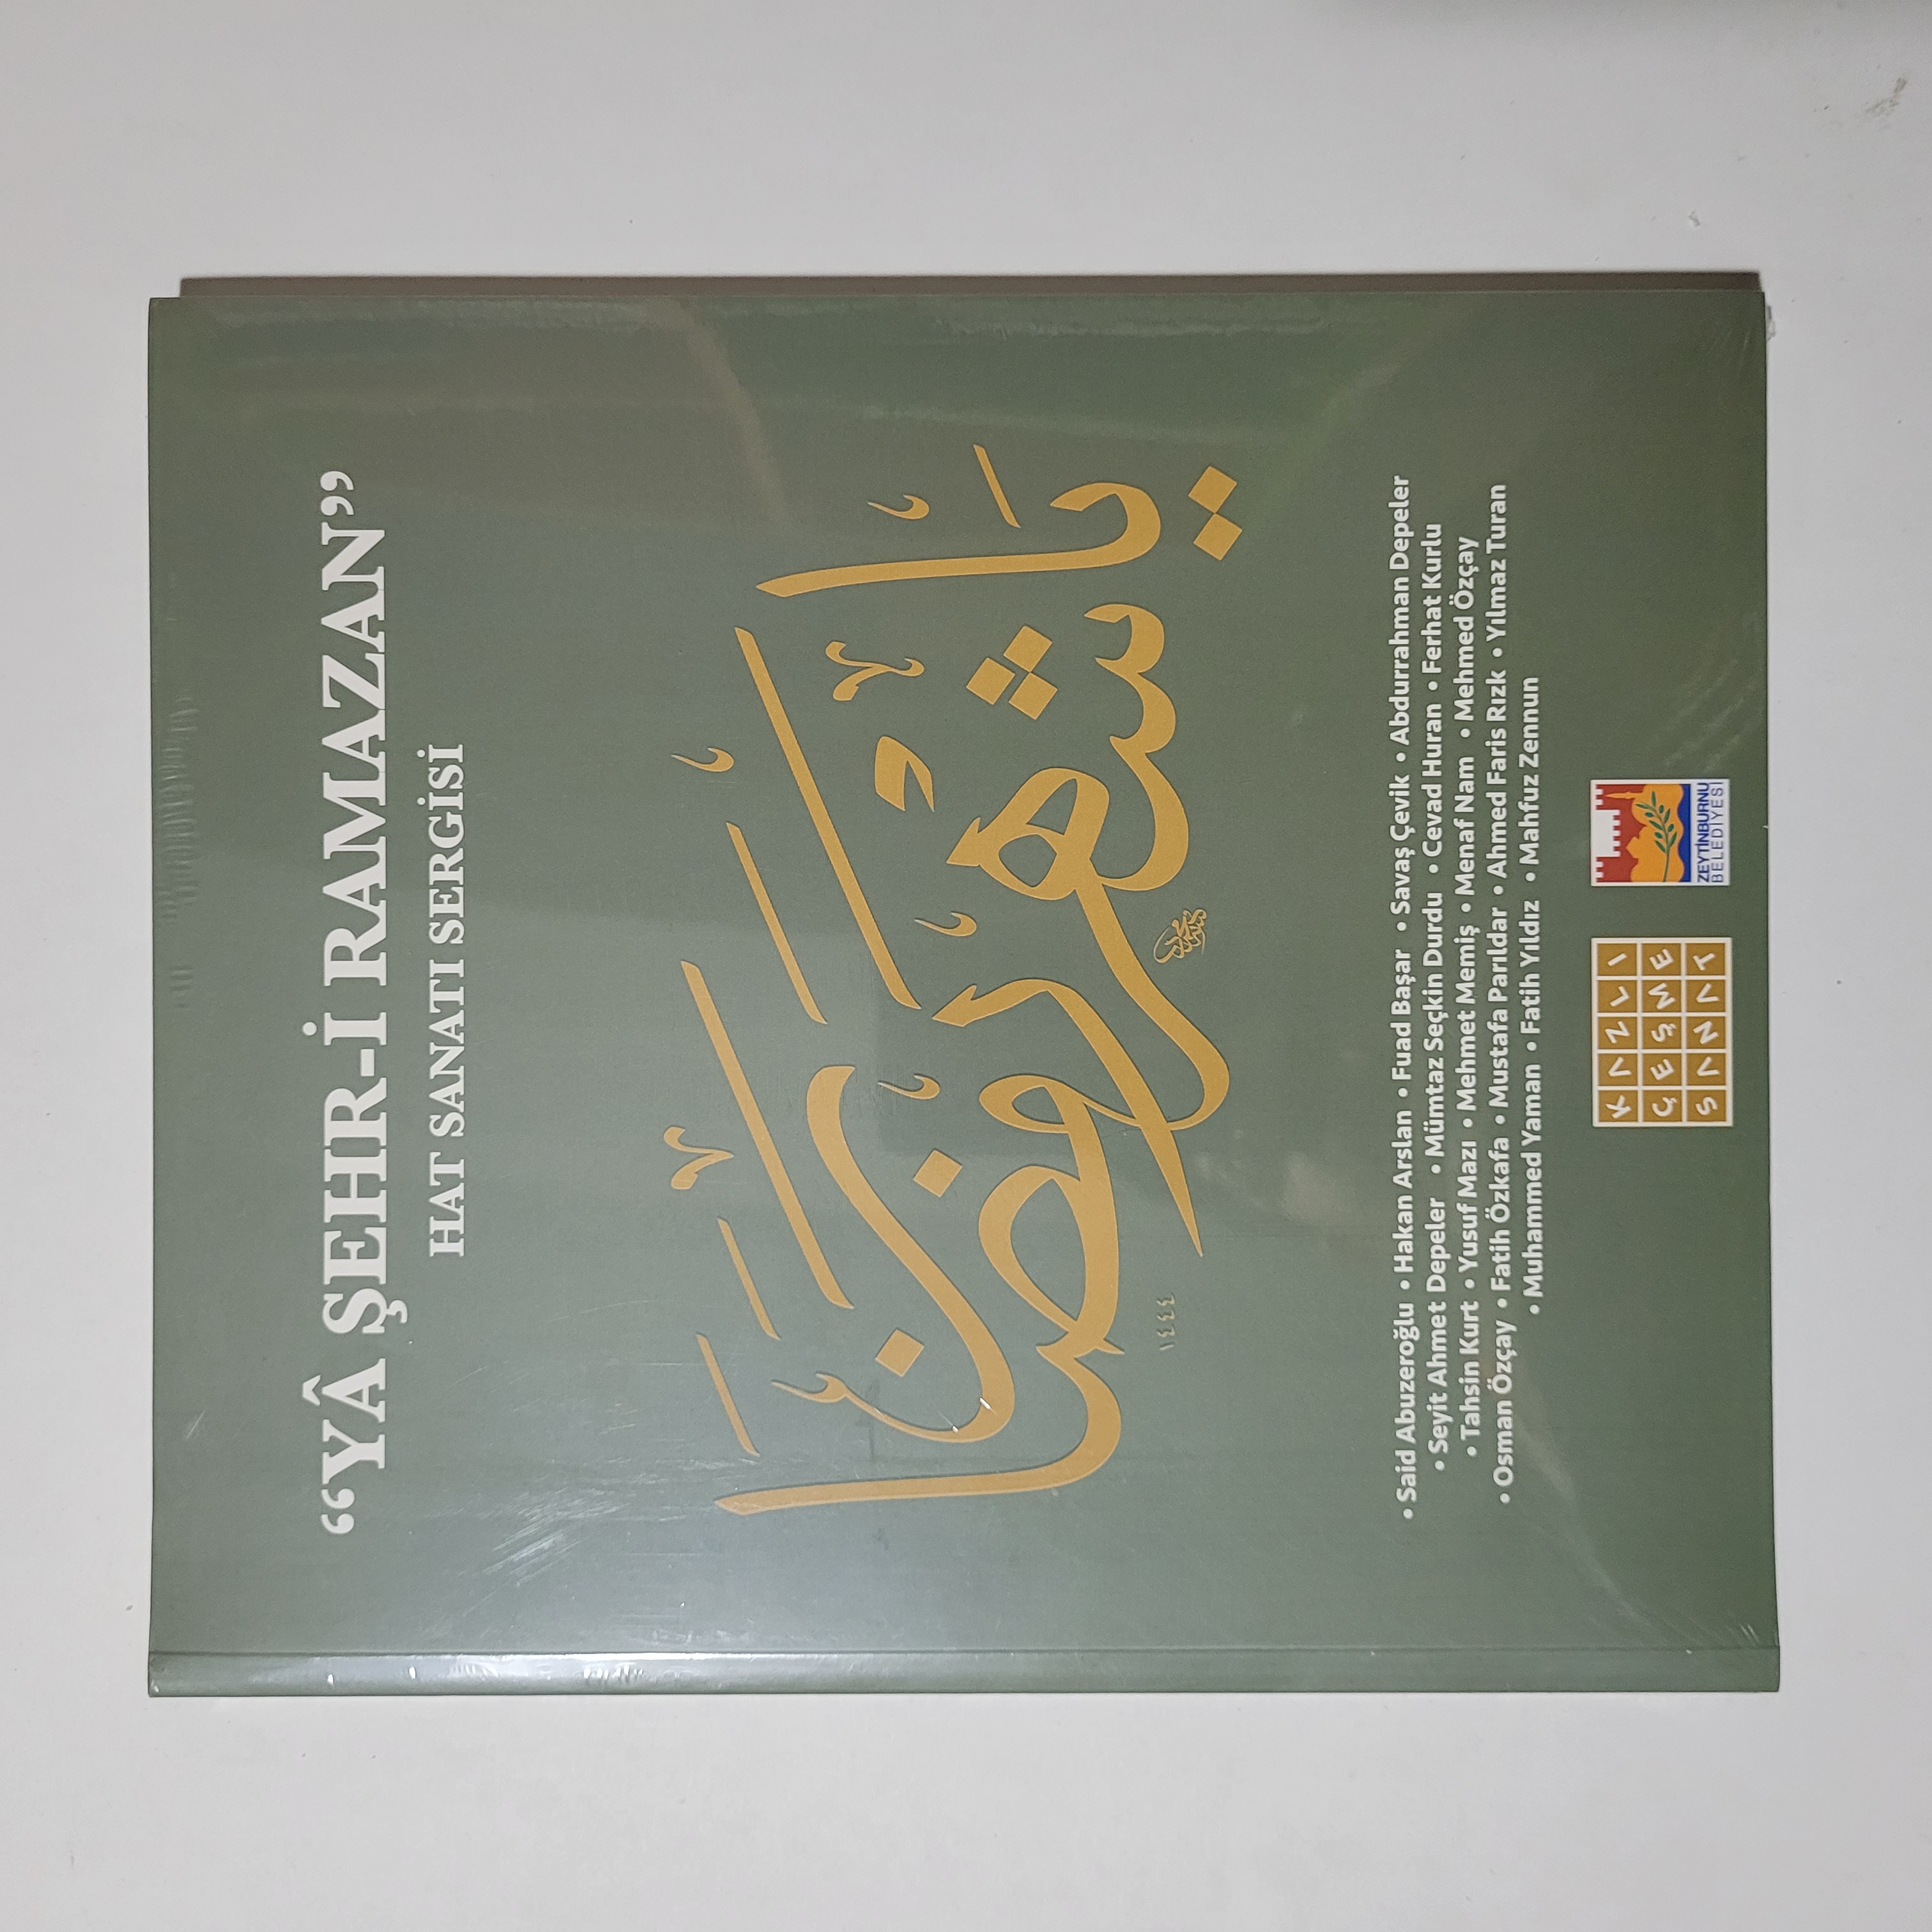 “YÂ ŞEHR-İ RAMAZAN”
HAT SANATI SERGİSİ
يَا شَهْرَ رَمَضَانَ
١٤٤٤
• Said Abuzeroğlu • Hakan Arslan • Fuad Başar • Savaş Çevik • Abdurrahman Depeler
• Seyit Ahmet Depeler • Mümtaz Seçkin Durdu • Cevad Huran • Ferhat Kurlu
• Tahsin Kurt • Yusuf Mazı • Mehmet Memiş • Menaf Nam • Mehmed Özçay
• Osman Özçay • Fatih Özkafa • Mustafa Parıldar • Ahmed Faris Rızk • Yılmaz Turan
• Muhammed Yaman • Fatih Yıldız • Mahfuz Zennun
KAZLI
ÇEŞME
SANAT
ZEYTİNBURNU
BELEDİYESİ